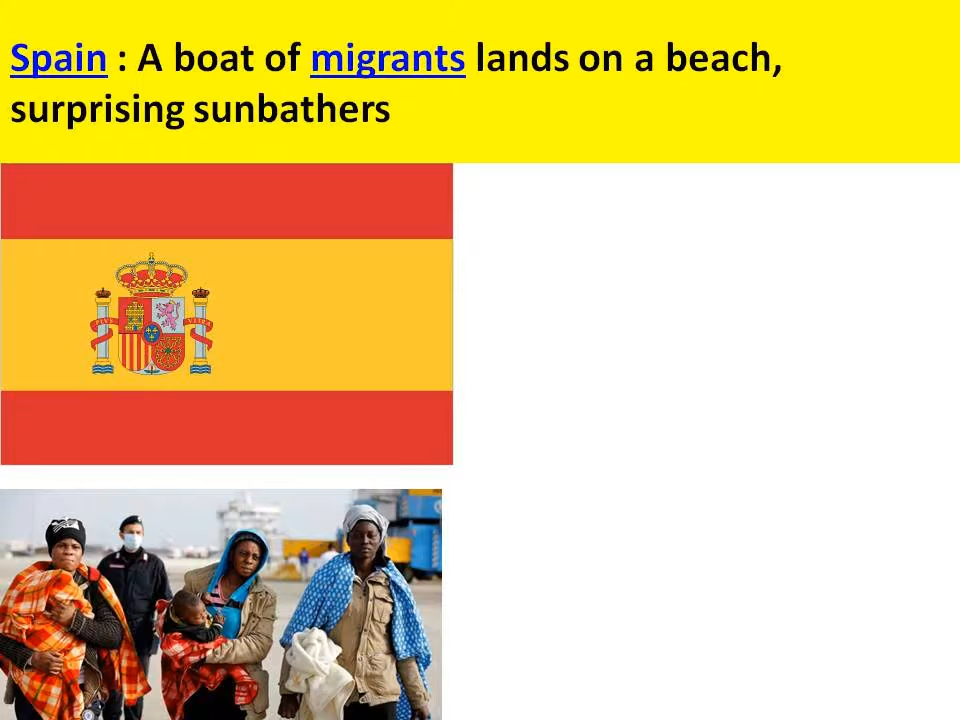 Spain : A boat of migrants lands on a beach,
surprising sunbathers